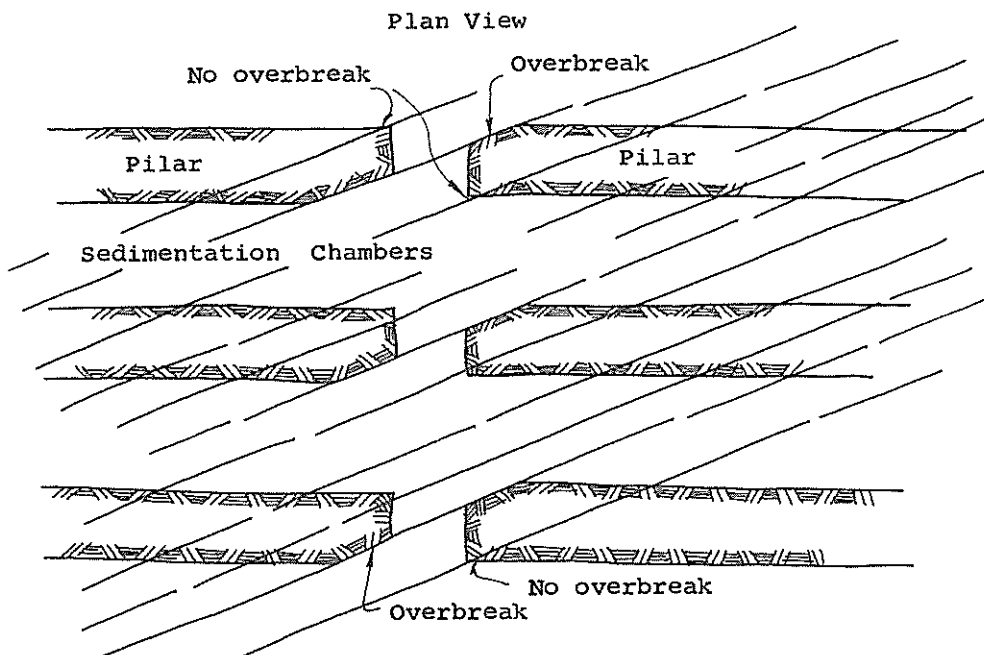 Plan View
No overbreak
Overbreak
Pilar
Pilar
Sedimentation Chambers
No overbreak
Overbreak